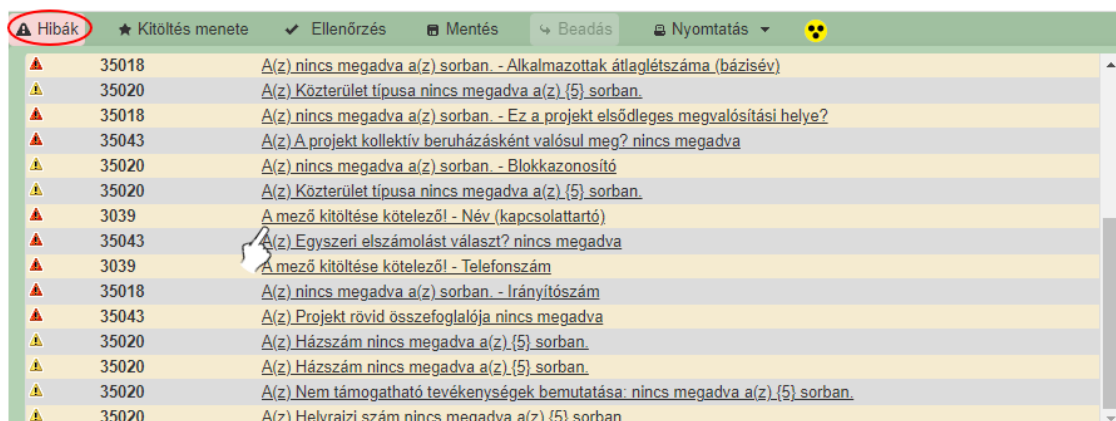 Hibák Kitöltés menete Ellenőrzés Mentés Beadás Nyomtatás
35018 A(z) nincs megadva a(z) sorban. - Alkalmazottak átlaglétszáma (bázisév)
35020 A(z) Közterület típusa nincs megadva a(z) {5} sorban.
35018 A(z) nincs megadva a(z) sorban. - Ez a projekt elsődleges megvalósítási helye?
35043 A(z) A projekt kollektív beruházásként valósul meg? nincs megadva
35020 A(z) nincs megadva a(z) sorban. - Blokkazonosító
35020 A(z) Közterület típusa nincs megadva a(z) {5} sorban.
3039 A mező kitöltése kötelező! - Név (kapcsolattartó)
35043 A(z) Egyszeri elszámolást választ? nincs megadva
3039 A mező kitöltése kötelező! - Telefonszám
35018 A(z) nincs megadva a(z) sorban. - Irányítószám
35043 A(z) Projekt rövid összefoglalója nincs megadva
35020 A(z) Házszám nincs megadva a(z) {5} sorban.
35020 A(z) Házszám nincs megadva a(z) {5} sorban.
35020 A(z) Nem támogatható tevékenységek bemutatása: nincs megadva a(z) {5} sorban.
35020 A(z) Helyrajzi szám nincs megadva a(z) {5} sorban.